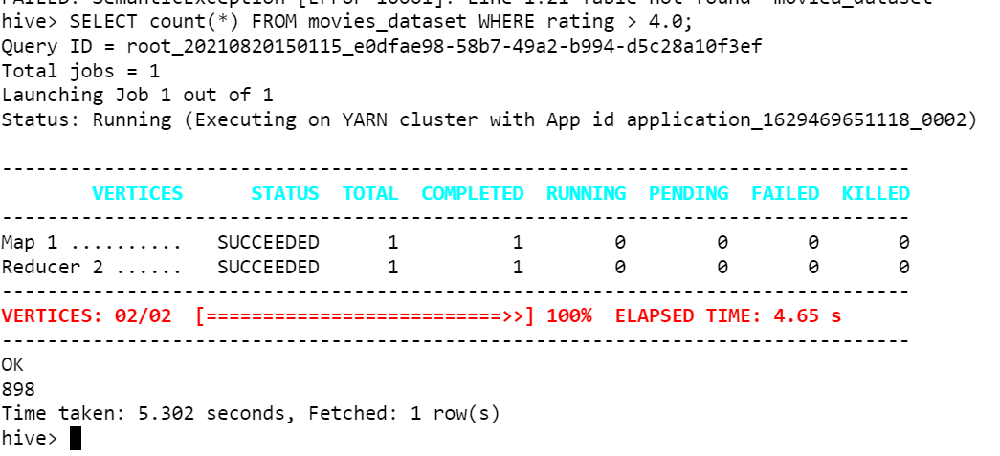 FAILED: SemanticException [Error 10001]: Line 1:21 Table not found 'moviea_dataset'
hive> SELECT count(*) FROM movies_dataset WHERE rating > 4.0;
Query ID = root_20210820150115_e0dfae98-58b7-49a2-b994-d5c28a10f3ef
Total jobs = 1
Launching Job 1 out of 1
Status: Running (Executing on YARN cluster with App id application_1629469651118_0002)
--------------------------------------------------------------------------------
VERTICES STATUS TOTAL COMPLETED RUNNING PENDING FAILED KILLED
--------------------------------------------------------------------------------
Map 1 .......... SUCCEEDED 1 1 0 0 0 0
Reducer 2 ...... SUCCEEDED 1 1 0 0 0 0
--------------------------------------------------------------------------------
VERTICES: 02/02 [==========================>>] 100% ELAPSED TIME: 4.65 s
--------------------------------------------------------------------------------
OK
898
Time taken: 5.302 seconds, Fetched: 1 row(s)
hive>